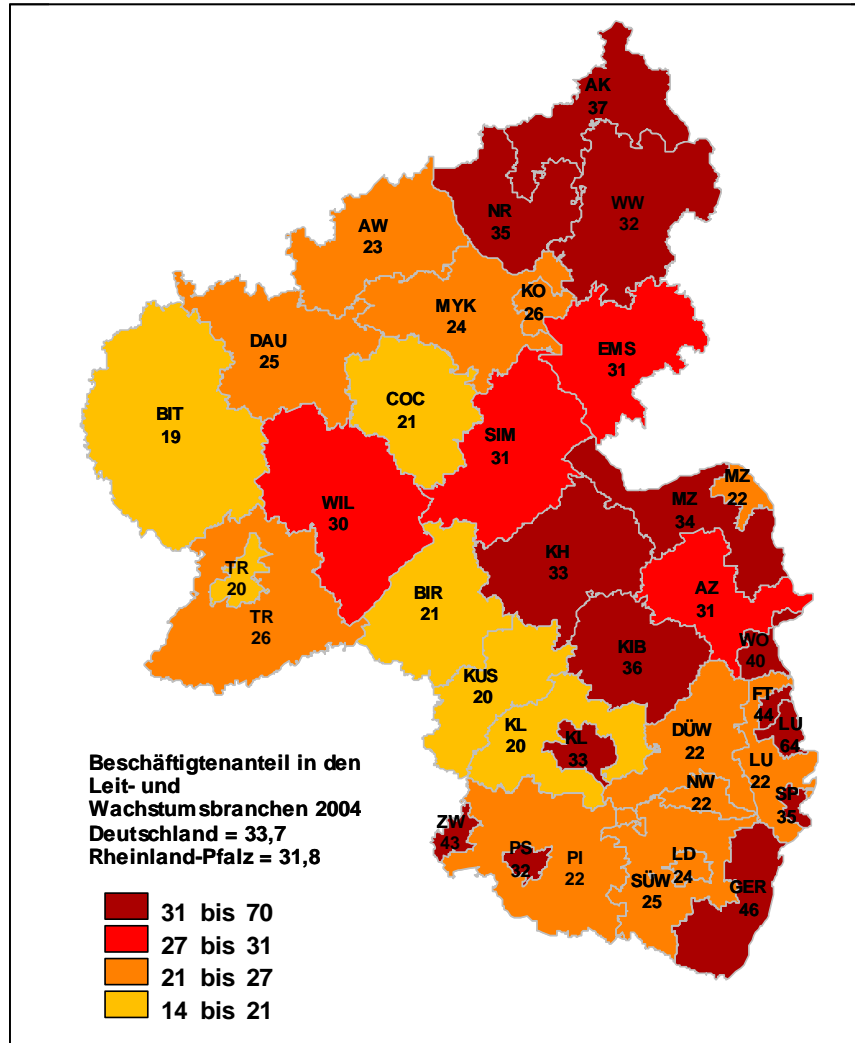 AK
37
NR
35
WW
32
AW
23
MYK
24
KO
26
DAU
25
EMS
31
COC
21
BIT
19
SIM
31
WIL
30
MZ
22
MZ
34
KH
33
TR
20
TR
26
BIR
21
AZ
31
KIB
36
WO
40
KUS
20
KL
20
KL
33
FT
44
LU
64
DÜW
22
LU
22
NW
22
SP
35
ZW
43
PS
32
PI
22
LD
24
SÜW
25
GER
46
Beschäftigtenanteil in den
Leit- und
Wachstumsbranchen 2004
Deutschland = 33,7
Rheinland-Pfalz = 31,8
31 bis 70
27 bis 31
21 bis 27
14 bis 21